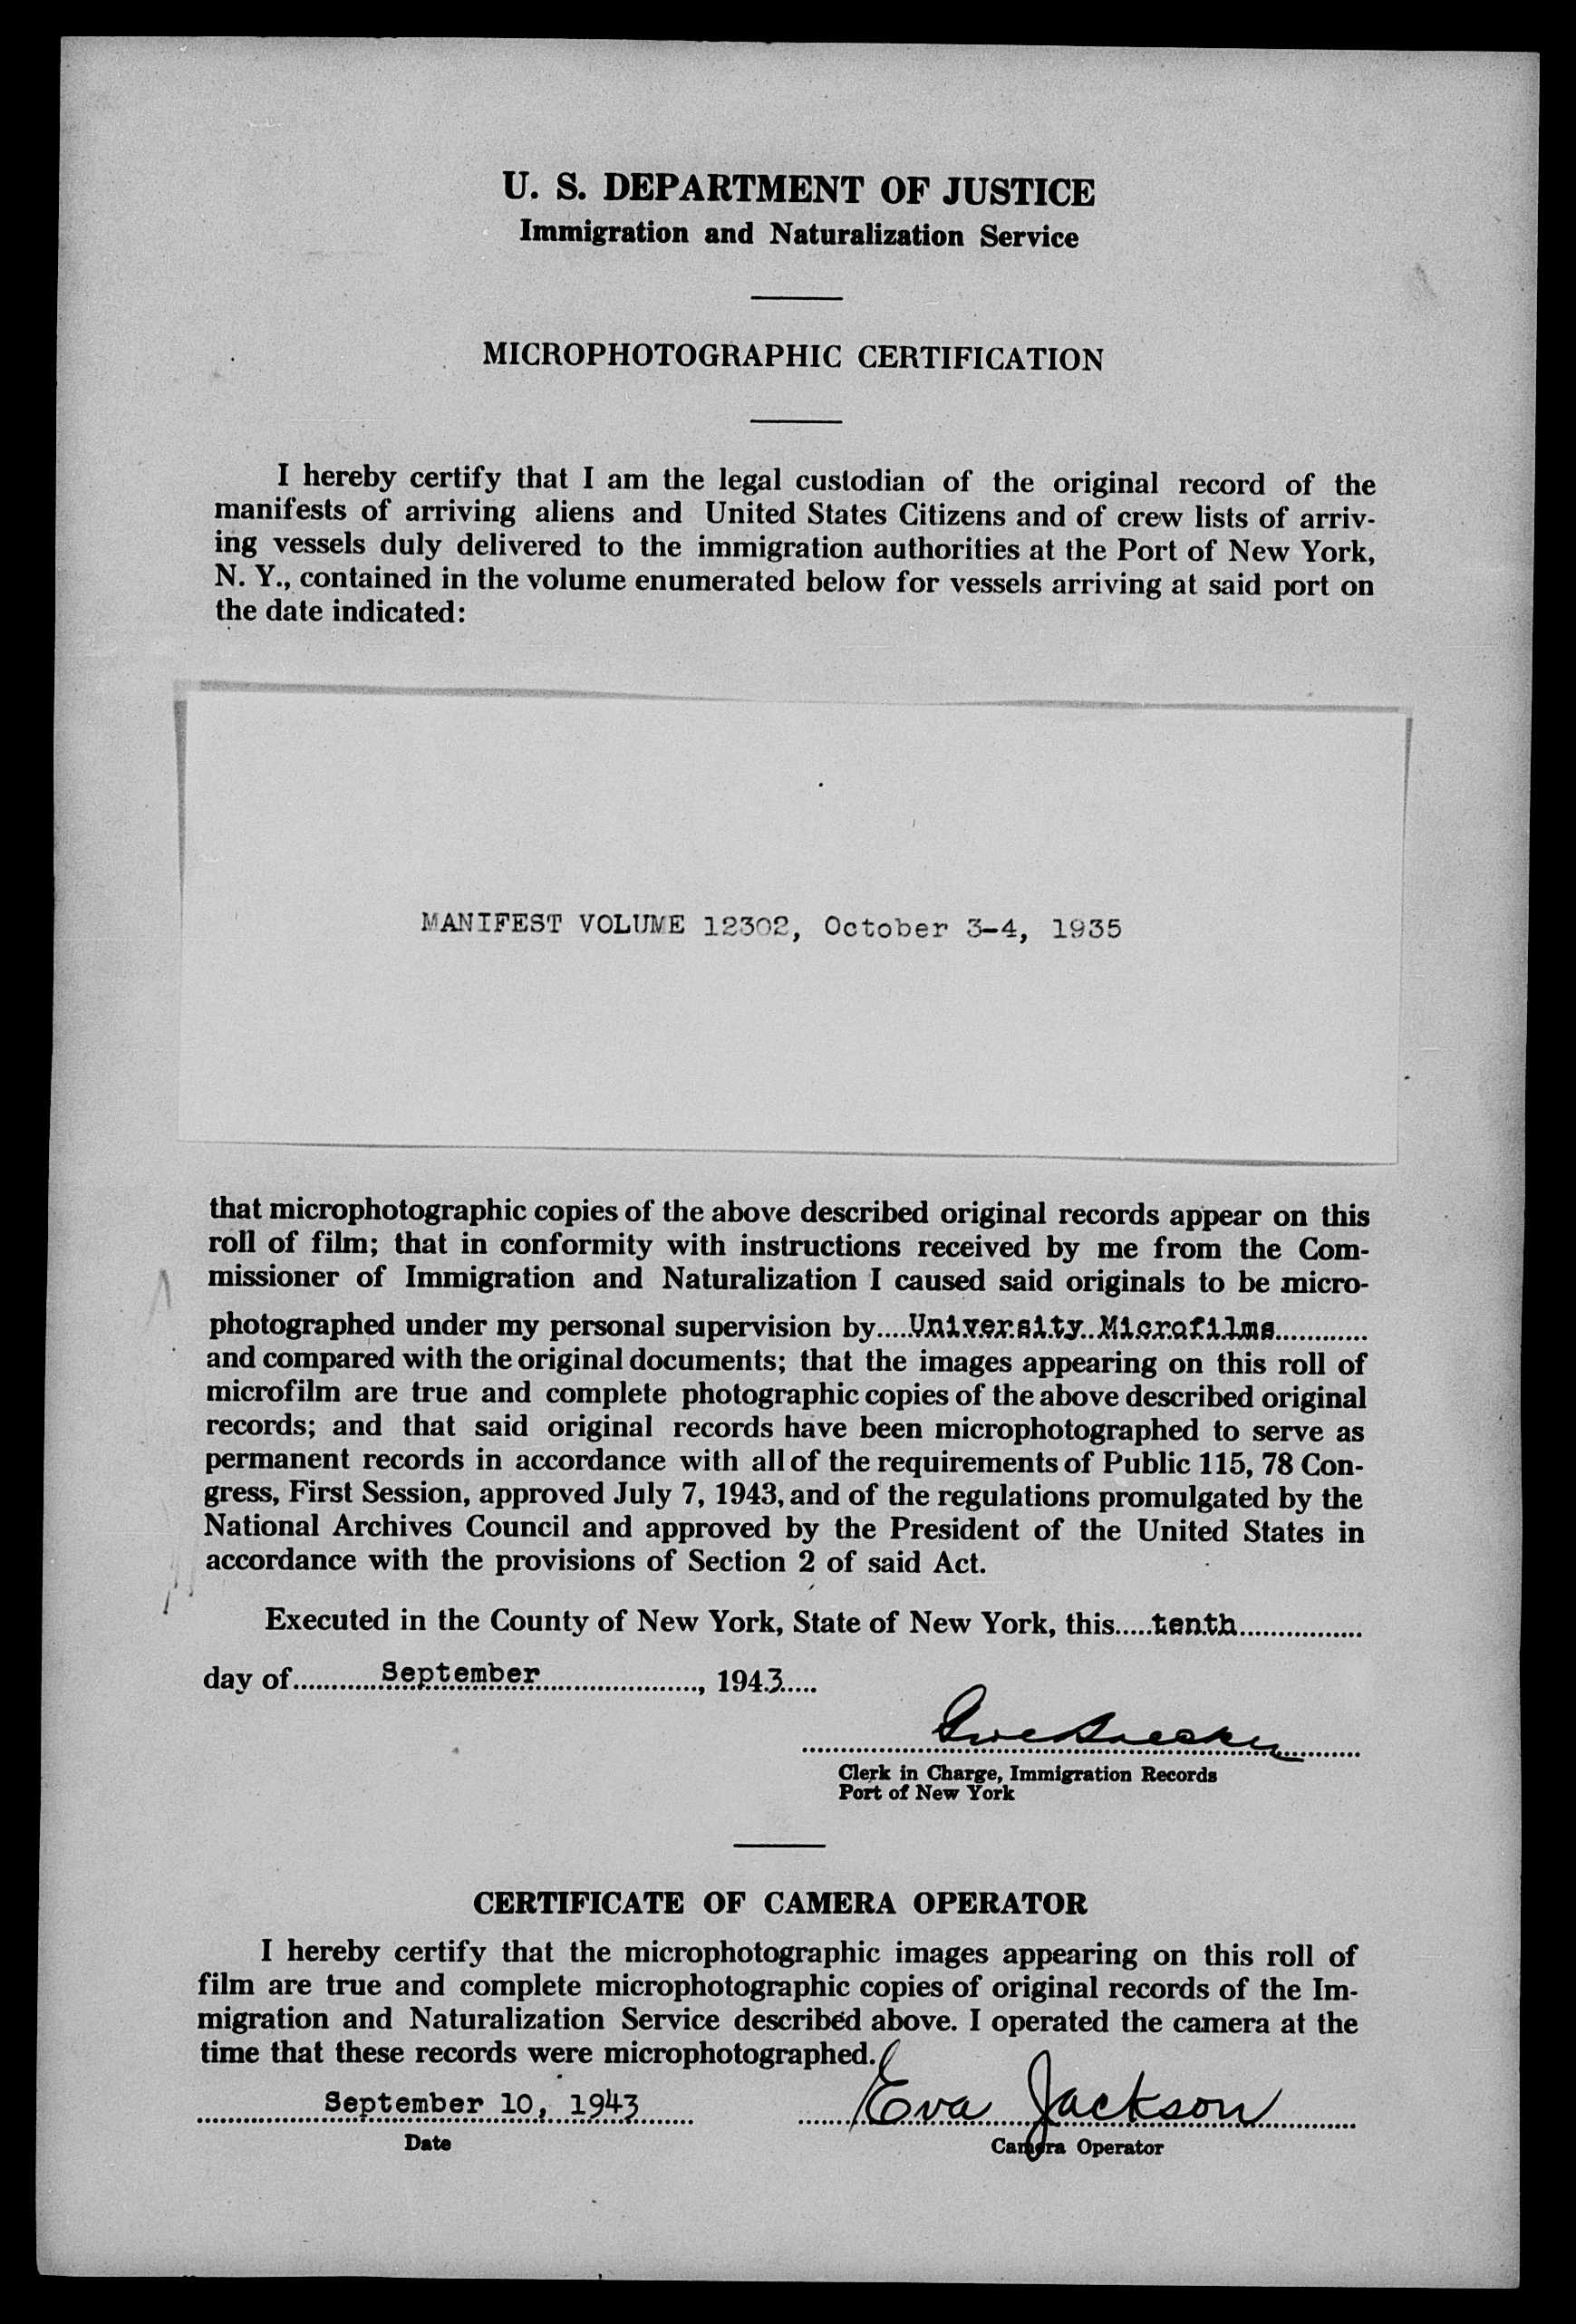 U. S. DEPARTMENT OF JUSTICE
Immigration and Naturalization Service
MICROPHOTOGRAPHIC CERTIFICATION
I hereby certify that I am the legal custodian of the original record of the
manifests of arriving aliens and United States Citizens and of crew lists of arriv-
ing vessels duly delivered to the immigration authorities at the Port of New York,
N. Y., contained in the volume enumerated below for vessels arriving at said port on
the date indicated:
MANIFEST VOLUME 12302, October 3-4, 1935
that microphotographic copies of the above described original records appear on this
roll of film; that in conformity with instructions received by me from the Com-
missioner of Immigration and Naturalization I caused said originals to be micro-
photographed under my personal supervision by....University Microfilms............
and compared with the original documents; that the images appearing on this roll of
microfilm are true and complete photographic copies of the above described original
records; and that said original records have been microphotographed to serve as
permanent records in accordance with all of the requirements of Public 115, 78 Con-
gress, First Session, approved July 7, 1943, and of the regulations promulgated by the
National Archives Council and approved by the President of the United States in
accordance with the provisions of Section 2 of said Act.
Executed in the County of New York, State of New York, this.....tenth.................
day of.............September......................, 1943.....
Clerk in Charge, Immigration Records
Port of New York
CERTIFICATE OF CAMERA OPERATOR
I hereby certify that the microphotographic images appearing on this roll of
film are true and complete microphotographic copies of original records of the Im-
migration and Naturalization Service described above. I operated the camera at the
time that these records were microphotographed.
September 10, 1943 Eva Jackson
Date Camera Operator